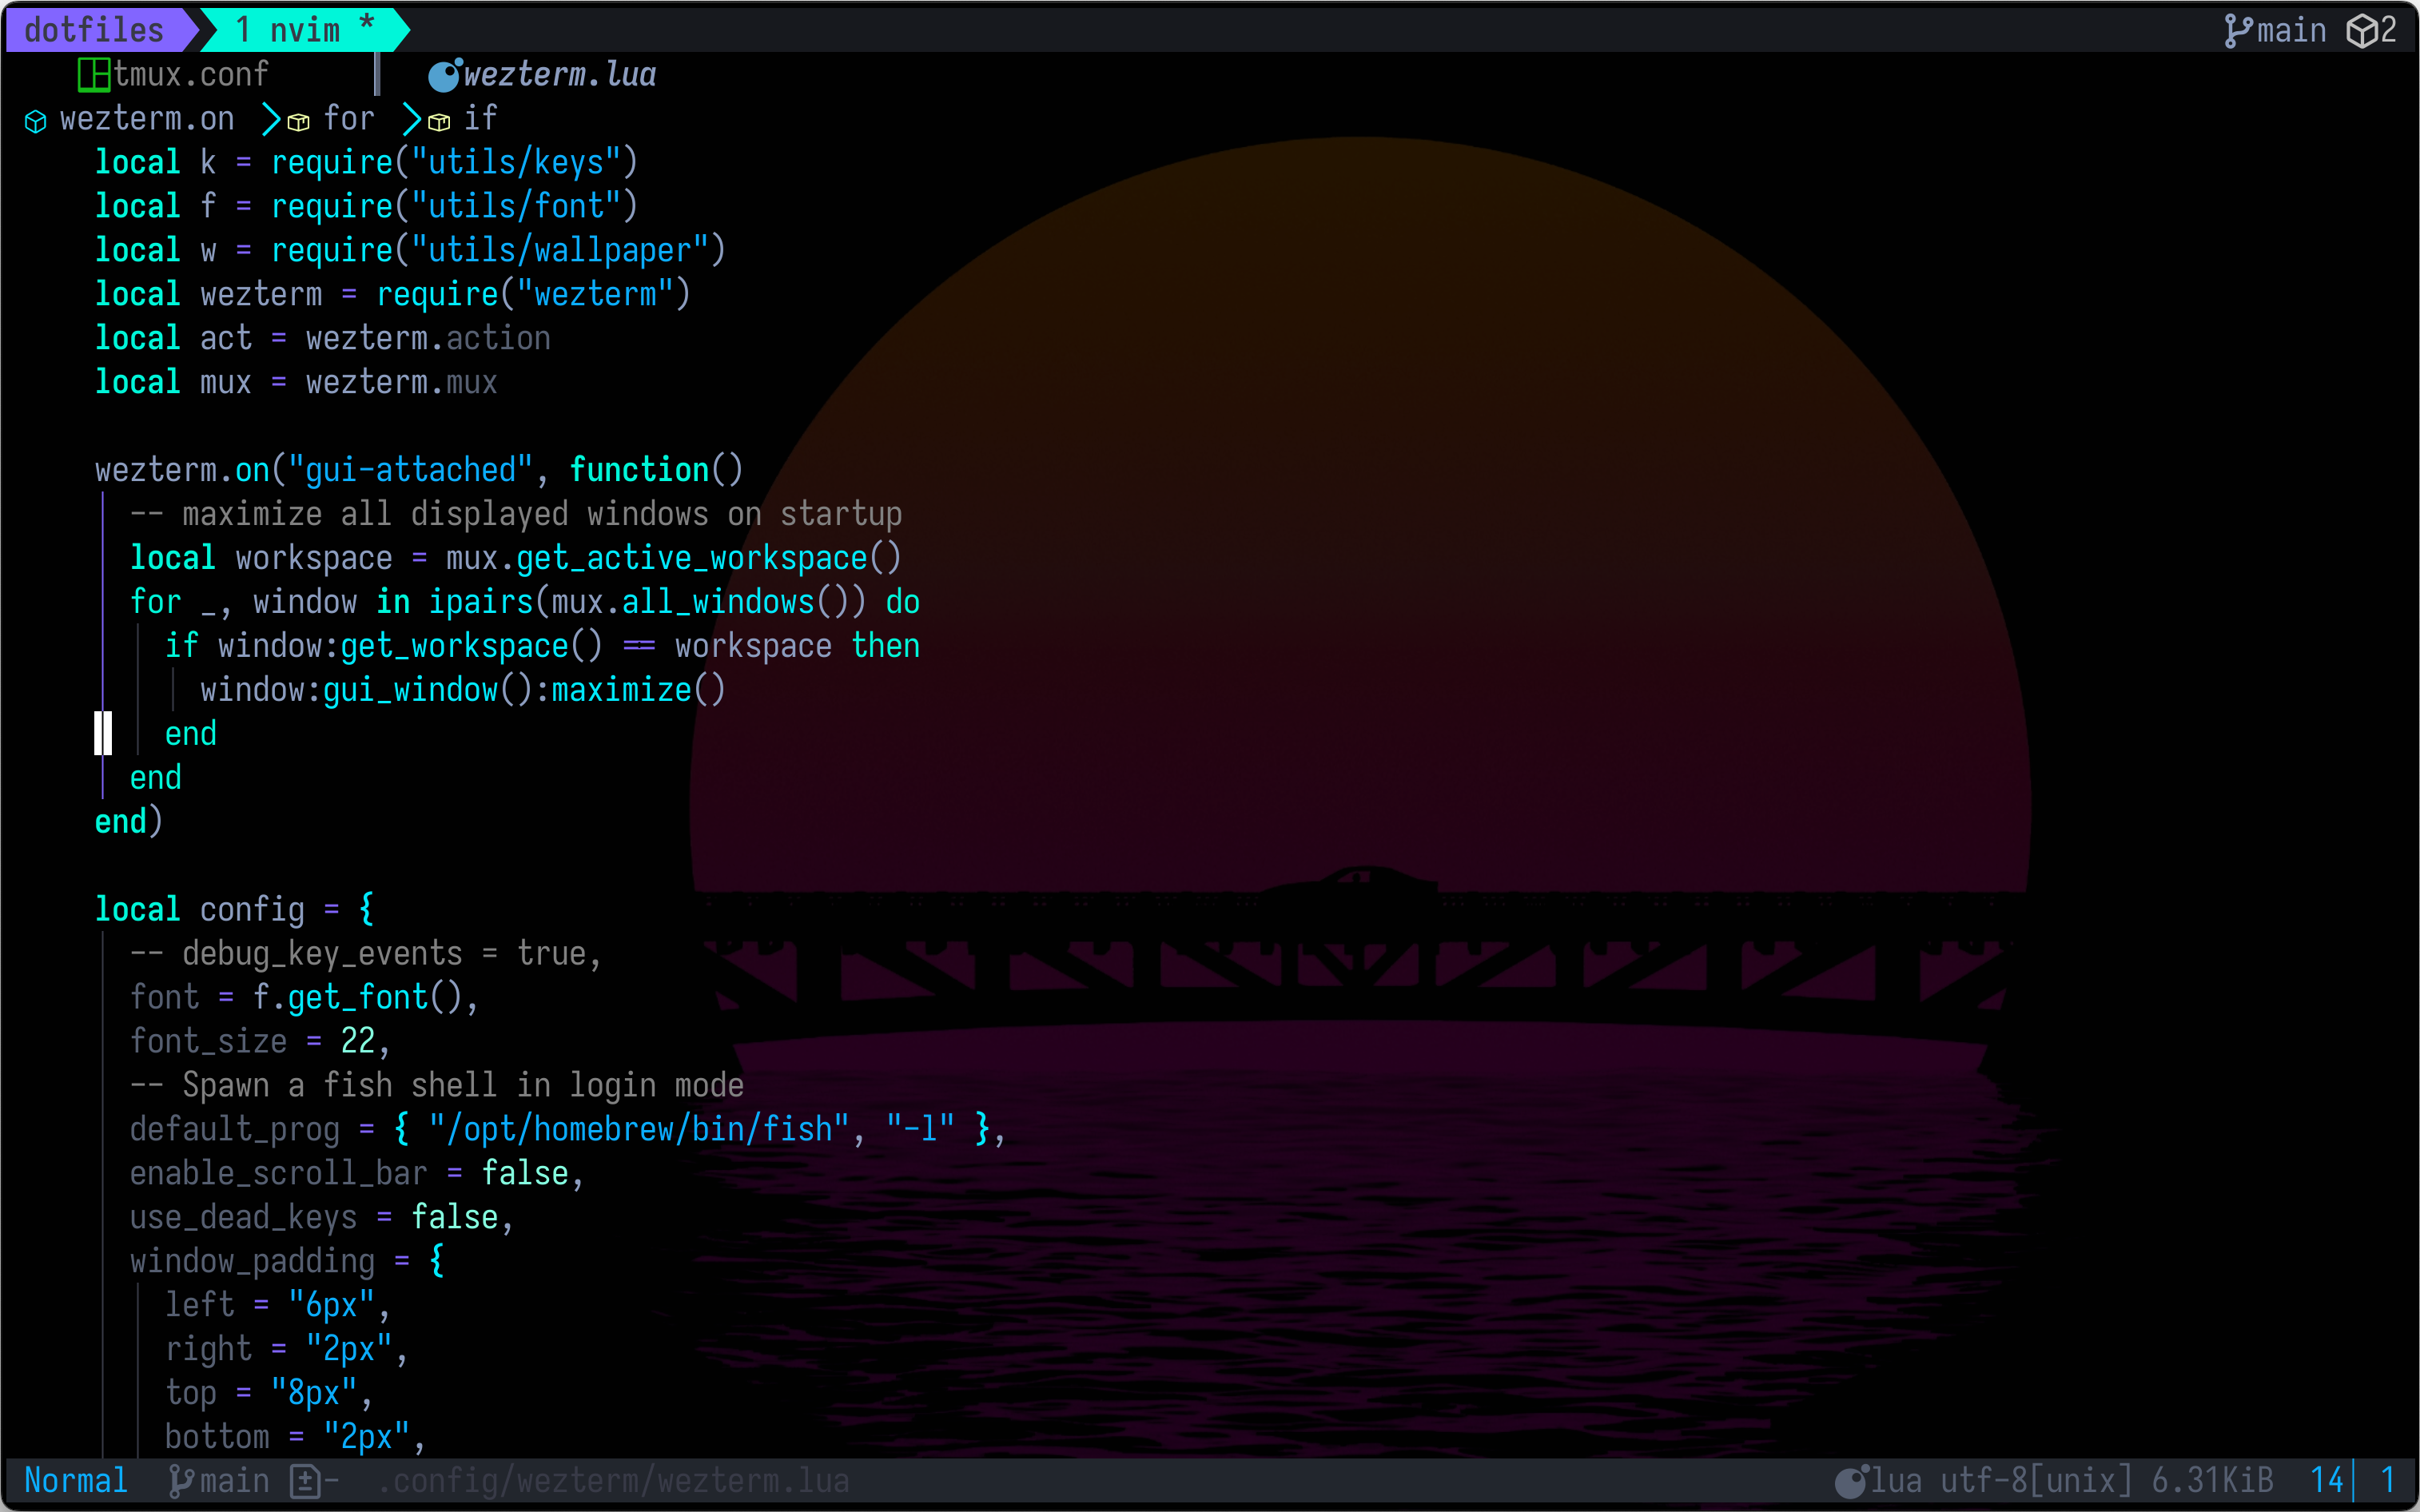 dotfiles 1 nvim * main 2
tmux.conf wezterm.lua
wezterm.on > for > if
local k = require("utils/keys")
local f = require("utils/font")
local w = require("utils/wallpaper")
local wezterm = require("wezterm")
local act = wezterm.action
local mux = wezterm.mux
wezterm.on("gui-attached", function()
-- maximize all displayed windows on startup
local workspace = mux.get_active_workspace()
for _, window in ipairs(mux.all_windows()) do
if window:get_workspace() == workspace then
window:gui_window():maximize()
end
end
end)
local config = {
-- debug_key_events = true,
font = f.get_font(),
font_size = 22,
-- Spawn a fish shell in login mode
default_prog = { "/opt/homebrew/bin/fish", "-l" },
enable_scroll_bar = false,
use_dead_keys = false,
window_padding = {
left = "6px",
right = "2px",
top = "8px",
bottom = "2px",
Normal main - .config/wezterm/wezterm.lua lua utf-8[unix] 6.31KiB 14 1